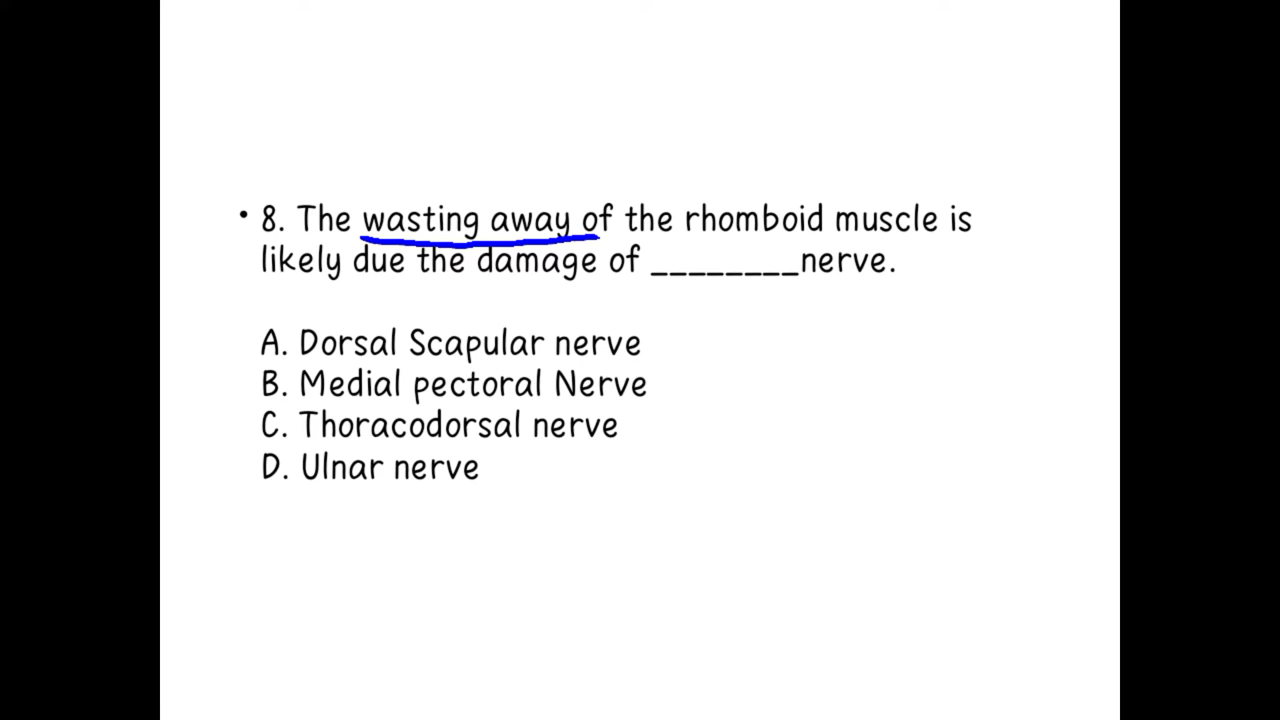 • 8. The wasting away of the rhomboid muscle is
likely due the damage of ________nerve.
A. Dorsal Scapular nerve
B. Medial pectoral Nerve
C. Thoracodorsal nerve
D. Ulnar nerve